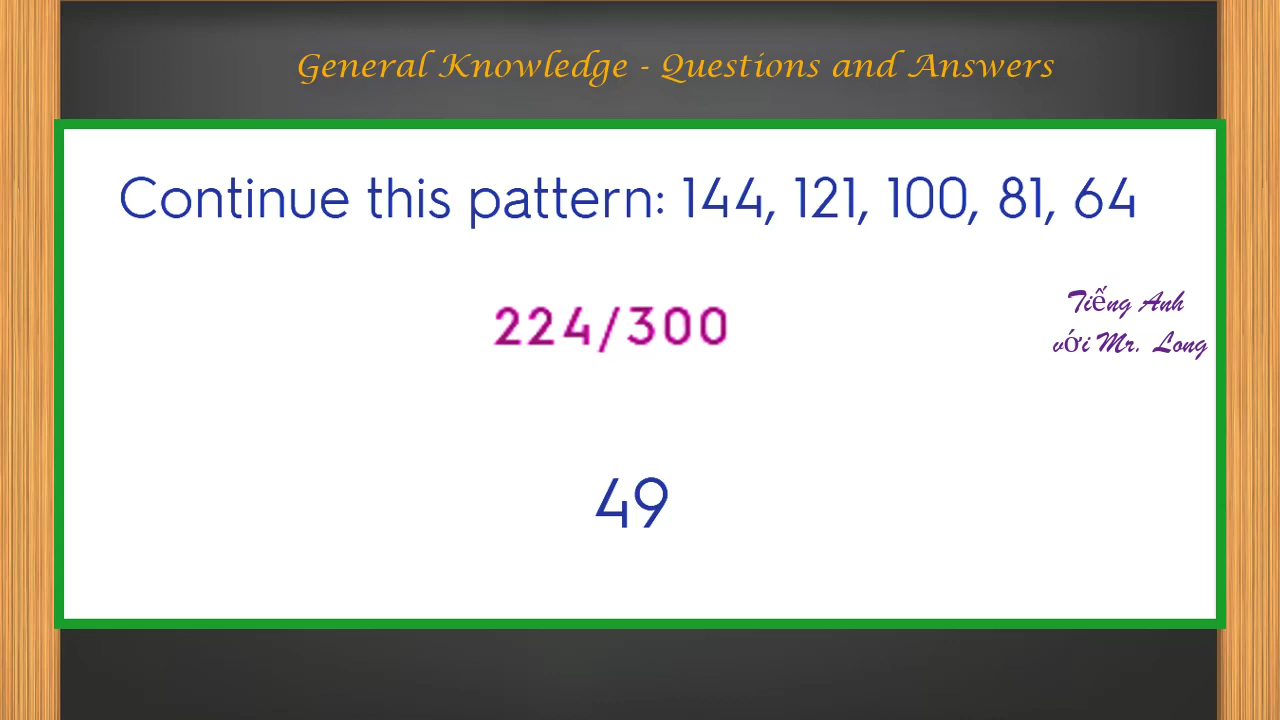 General Knowledge - Questions and Answers
Continue this pattern: 144, 121, 100, 81, 64
224/300
Tiếng Anh
với Mr. Long
49